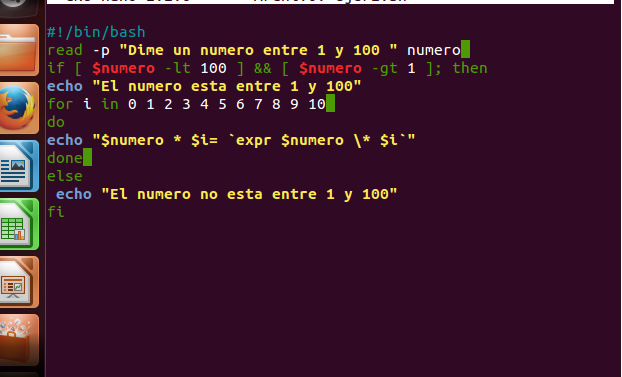 #!/bin/bash
read -p "Dime un numero entre 1 y 100 " numero
if [ $numero -lt 100 ] && [ $numero -gt 1 ]; then
echo "El numero esta entre 1 y 100"
for i in 0 1 2 3 4 5 6 7 8 9 10
do
echo "$numero * $i= `expr $numero \* $i`"
done
else
 echo "El numero no esta entre 1 y 100"
fi